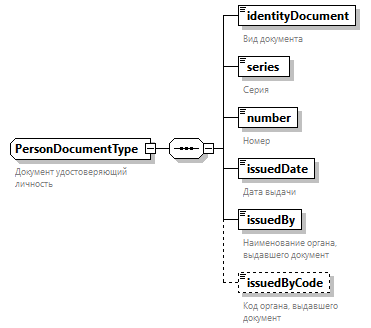 identityDocument
Вид документа
series
Серия
number
Номер
PersonDocumentType
Документ удостоверяющий
личность
issuedDate
Дата выдачи
issuedBy
Наименование органа,
выдавшего документ
issuedByCode
Код органа, выдавшего
документ